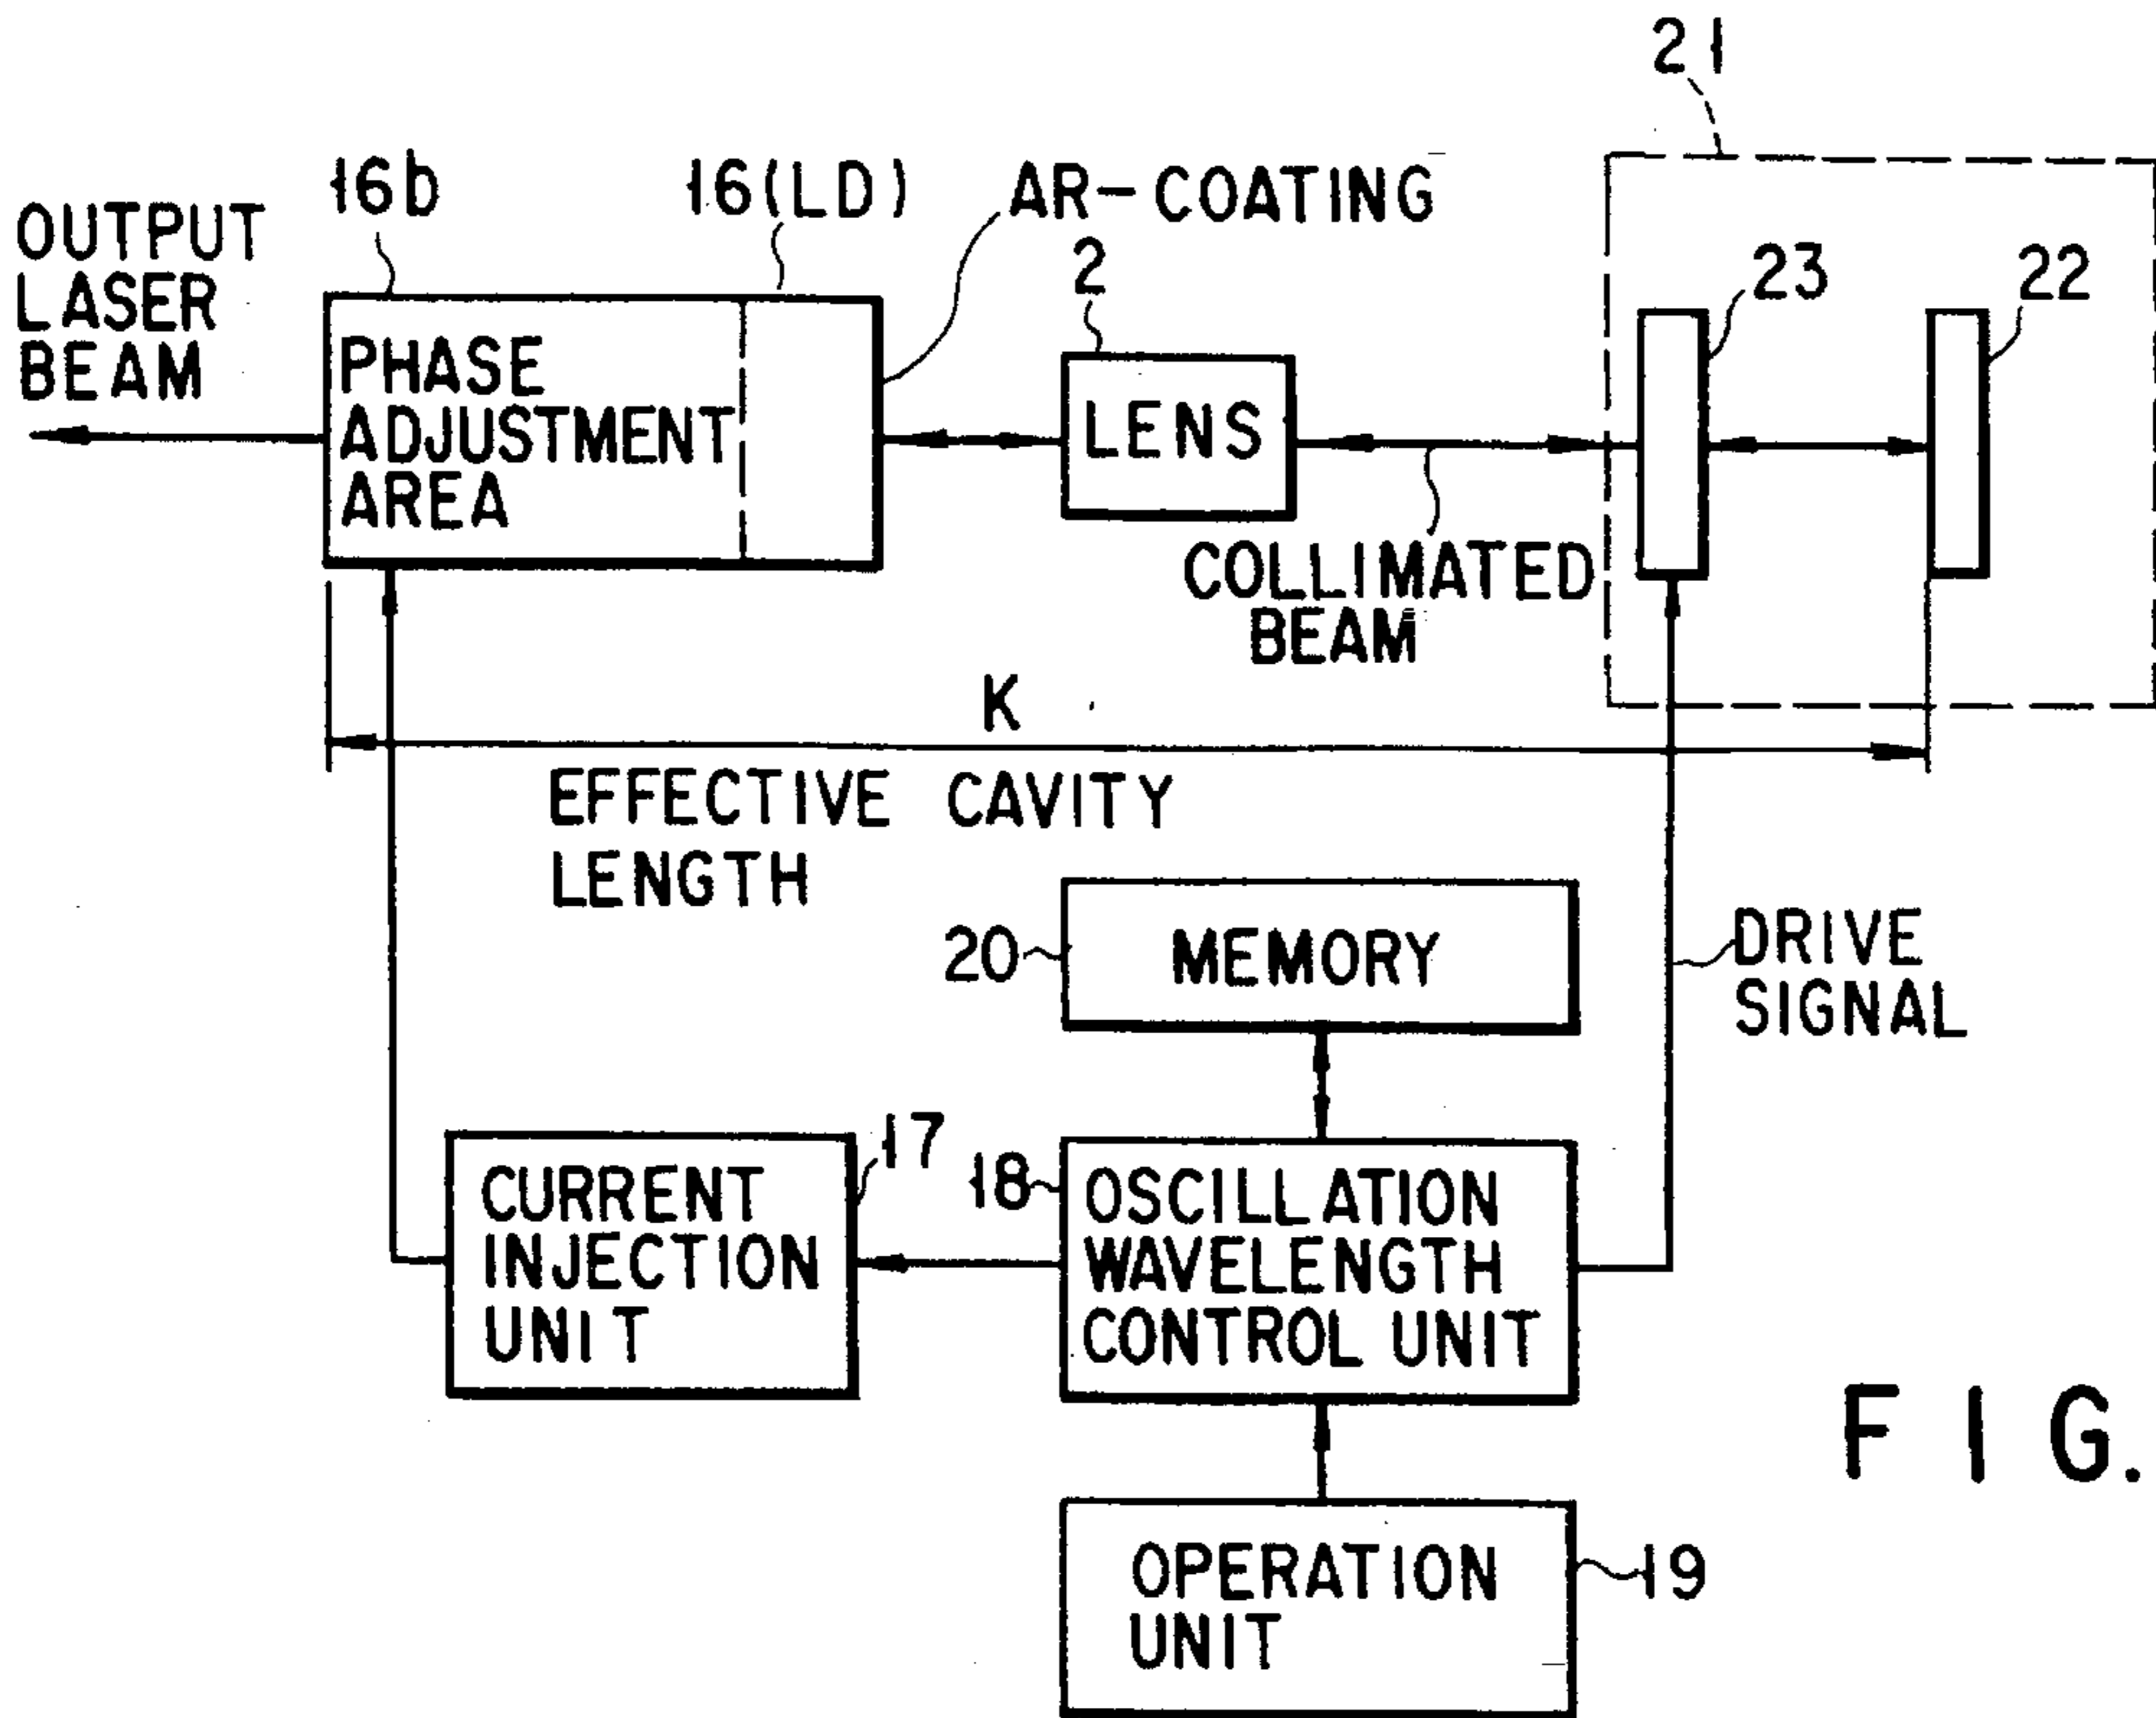 21
16b
16(LD)
AR-COATING
OUTPUT
LASER
BEAM
2
23
22
PHASE
ADJUSTMENT
AREA
LENS
COLLIMATED
BEAM
K
EFFECTIVE CAVITY
LENGTH
20
MEMORY
DRIVE
SIGNAL
17
CURRENT
INJECTION
UNIT
18
OSCILLATION
WAVELENGTH
CONTROL UNIT
FIG.
OPERATION
UNIT
19